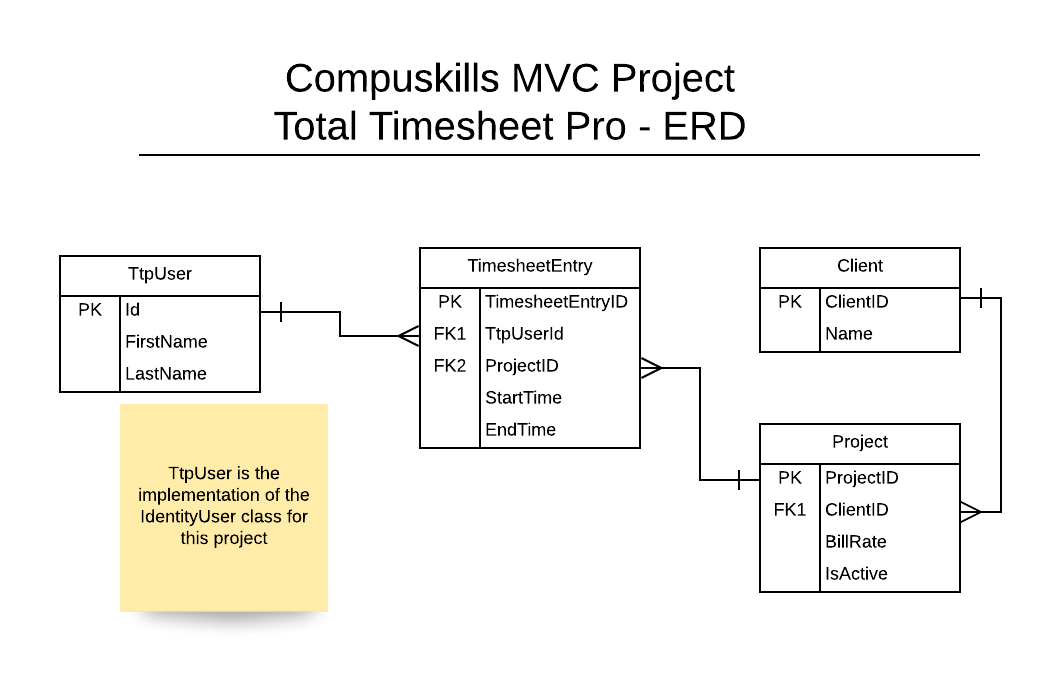 Compuskills MVC Project
Total Timesheet Pro - ERD
TtpUser
PK Id
FirstName
LastName
TtpUser is the
implementation of the
IdentityUser class for
this project
TimesheetEntry
PK TimesheetEntryID
FK1 TtpUserId
FK2 ProjectID
StartTime
EndTime
Client
PK ClientID
Name
Project
PK ProjectID
FK1 ClientID
BillRate
IsActive